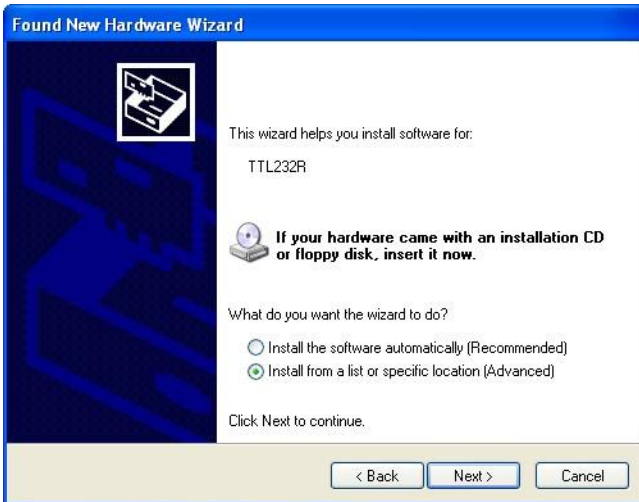 Found New Hardware Wizard
This wizard helps you install software for:
TTL232R
If your hardware came with an installation CD
or floppy disk, insert it now.
What do you want the wizard to do?
Install the software automatically (Recommended)
Install from a list or specific location (Advanced)
Click Next to continue.
< Back Next > Cancel